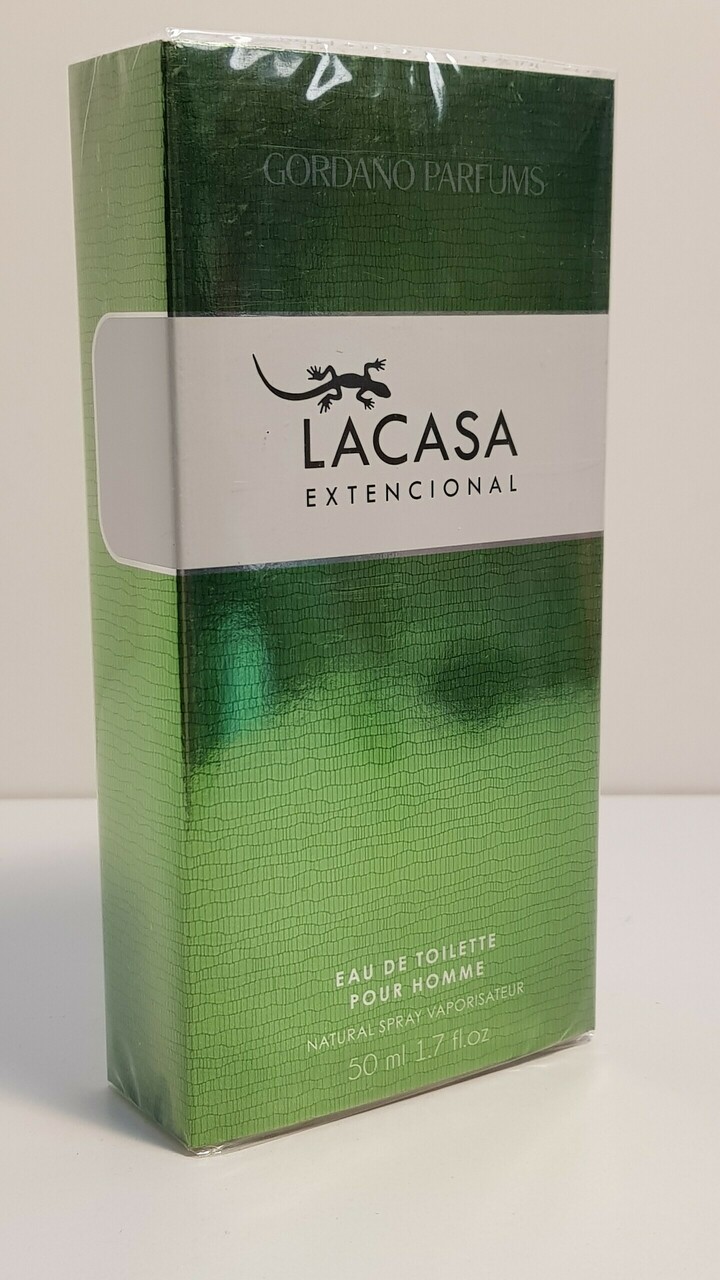 GORDANO PARFUMS
LACASA
EXTENCIONAL
EAU DE TOILETTE
POUR HOMME
NATURAL SPRAY VAPORISATEUR
50 ml 1.7 fl.oz